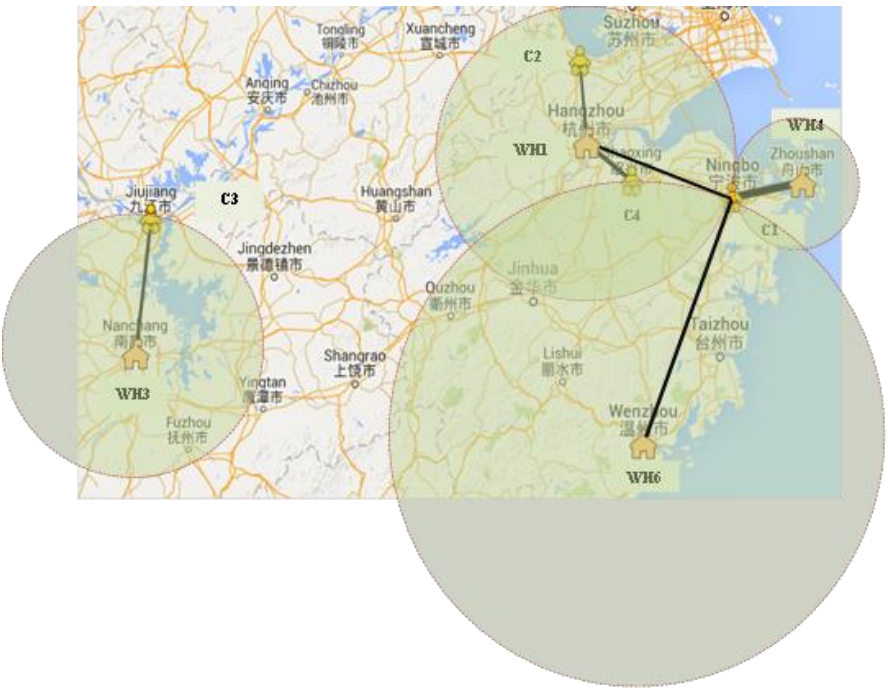 Suzhou
苏州市
Tongling
铜陵市
Xuancheng
宣城市
C2
Anqing
安庆市
Chizhou
池州市
Hangzhou
杭州市
WH4
WH1
Zhoushan
舟山市
Ningbo
宁波市
Jiujiang
九江市
C3
Huangshan
黄山市
C4
C1
Jingdezhen
景德镇市
Jinhua
金华市
Quzhou
衢州市
Nanchang
南昌市
Taizhou
台州市
Shangrao
上饶市
Lishui
丽水市
WH3
Yingtan
鹰潭市
Wenzhou
温州市
Fuzhou
抚州市
WH6